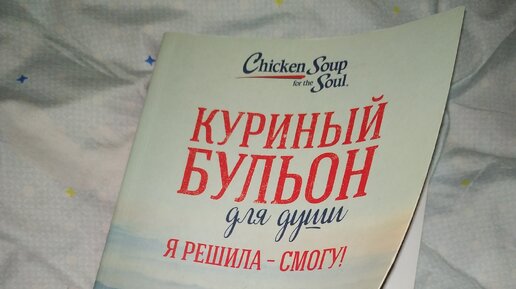 Chicken Soup
for the Soul.
КУРИНЫЙ
БУЛЬОН
для души
Я РЕШИЛА - СМОГУ!